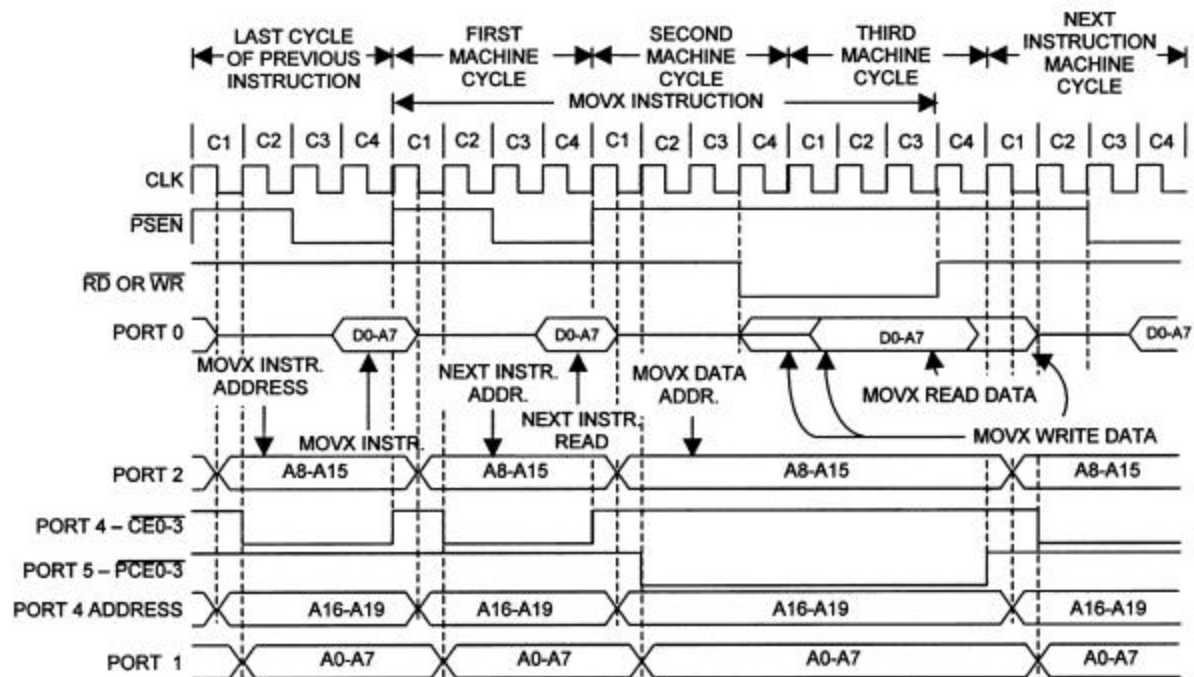 LAST CYCLE OF PREVIOUS INSTRUCTION
FIRST MACHINE CYCLE
SECOND MACHINE CYCLE
THIRD MACHINE CYCLE
NEXT INSTRUCTION MACHINE CYCLE
MOVX INSTRUCTION
C1 C2 C3 C4 C1 C2 C3 C4 C1 C2 C3 C4 C1 C2 C3 C4 C1 C2 C3 C4
CLK
PSEN
RD OR WR
PORT 0 D0-A7 D0-A7 D0-A7 D0-A7
MOVX INSTR. ADDRESS
NEXT INSTR. ADDR.
MOVX DATA ADDR.
MOVX READ DATA
MOVX INSTR.
NEXT INSTR. READ
MOVX WRITE DATA
PORT 2 A8-A15 A8-A15 A8-A15 A8-A15
PORT 4 – CE0-3
PORT 5 – PCE0-3
PORT 4 ADDRESS A16-A19 A16-A19 A16-A19 A16-A19
PORT 1 A0-A7 A0-A7 A0-A7 A0-A7